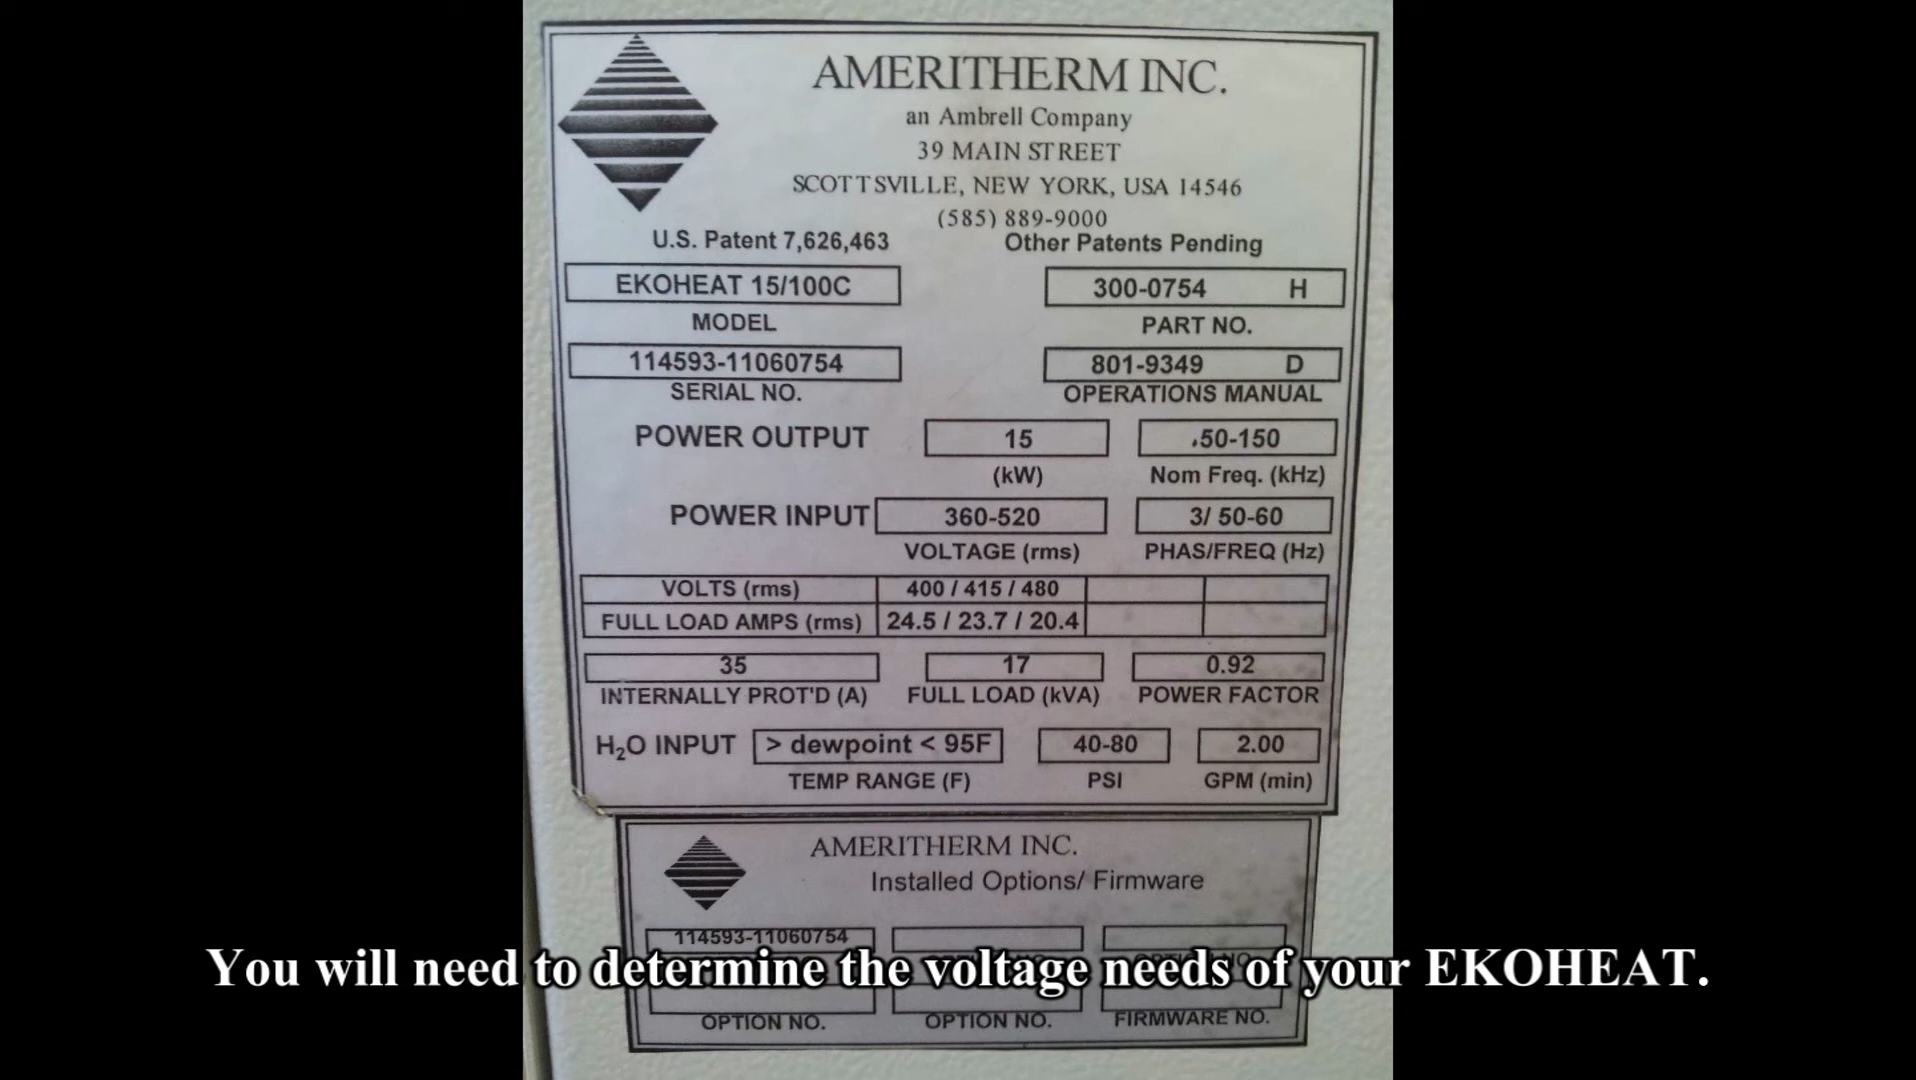 AMERITHERM INC.
an Ambrell Company
39 MAIN STREET
SCOTTSVILLE, NEW YORK, USA 14546
(585) 889-9000
U.S. Patent 7,626,463 Other Patents Pending
EKOHEAT 15/100C 300-0754 H
MODEL PART NO.
114593-11060754 801-9349 D
SERIAL NO. OPERATIONS MANUAL
POWER OUTPUT 15 50-150
(kW) Nom Freq. (kHz)
POWER INPUT 360-520 3/ 50-60
VOLTAGE (rms) PHAS/FREQ (Hz)
VOLTS (rms) 400 / 415 / 480
FULL LOAD AMPS (rms) 24.5 / 23.7 / 20.4
35 17 0.92
INTERNALLY PROT'D (A) FULL LOAD (kVA) POWER FACTOR
H₂O INPUT > dewpoint < 95F 40-80 2.00
TEMP RANGE (F) PSI GPM (min)
AMERITHERM INC.
Installed Options/ Firmware
114593-11060754
You will need to determine the voltage needs of your EKOHEAT.
OPTION NO. OPTION NO. FIRMWARE NO.